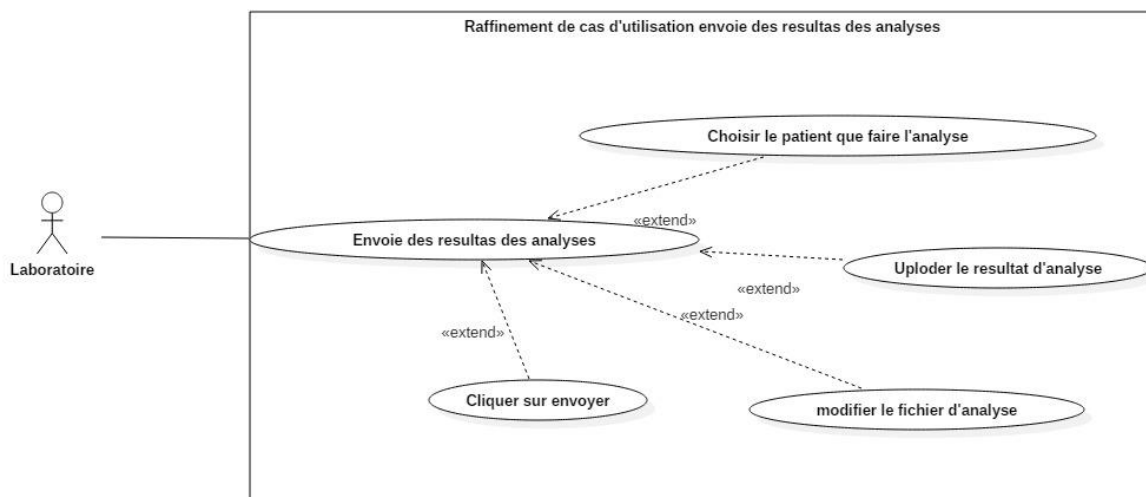 Raffinement de cas d'utilisation envoie des resultas des analyses
Choisir le patient que faire l'analyse
«extend»
Envoie des resultas des analyses
Laboratoire
Uploder le resultat d'analyse
«extend»
«extend»
«extend»
Cliquer sur envoyer
modifier le fichier d'analyse